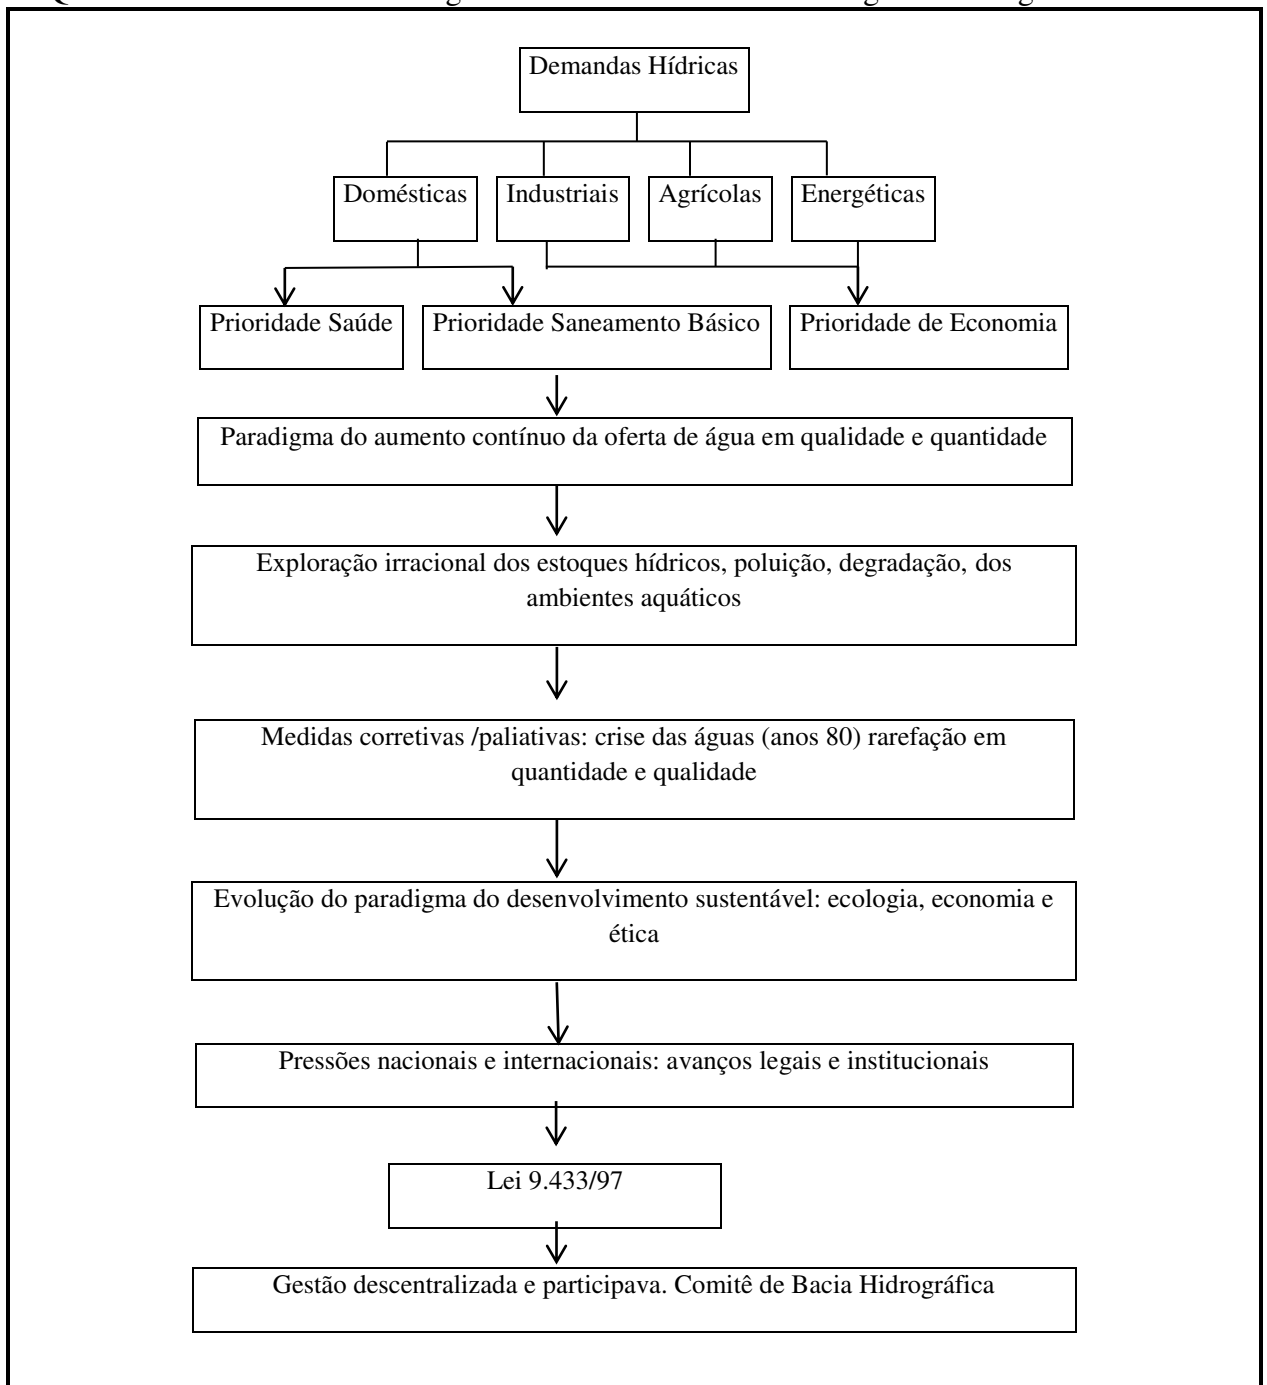 Demandas Hídricas
Domésticas Industriais Agrícolas Energéticas
Prioridade Saúde Prioridade Saneamento Básico Prioridade de Economia
Paradigma do aumento contínuo da oferta de água em qualidade e quantidade
Exploração irracional dos estoques hídricos, poluição, degradação, dos
ambientes aquáticos
Medidas corretivas /paliativas: crise das águas (anos 80) rarefação em
quantidade e qualidade
Evolução do paradigma do desenvolvimento sustentável: ecologia, economia e
ética
Pressões nacionais e internacionais: avanços legais e institucionais
Lei 9.433/97
Gestão descentralizada e participava. Comitê de Bacia Hidrográfica